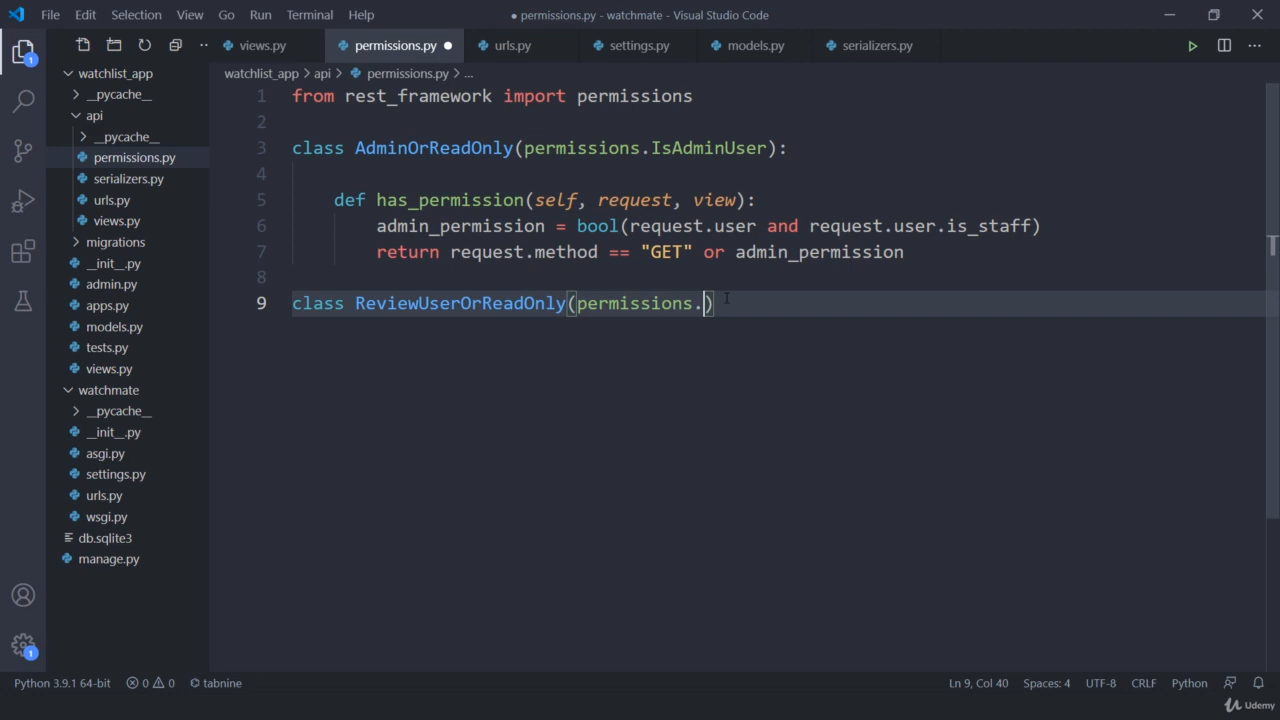 File Edit Selection View Go Run Terminal Help
● permissions.py - watchmate - Visual Studio Code
views.py permissions.py urls.py settings.py models.py serializers.py
watchlist_app
__pycache__
api
__pycache__
permissions.py
serializers.py
urls.py
views.py
migrations
__init__.py
admin.py
apps.py
models.py
tests.py
views.py
watchmate
__pycache__
__init__.py
asgi.py
settings.py
urls.py
wsgi.py
db.sqlite3
manage.py
1
1
watchlist_app > api > permissions.py > ...
1 from rest_framework import permissions
2
3 class AdminOrReadOnly(permissions.IsAdminUser):
4
5 def has_permission(self, request, view):
6 admin_permission = bool(request.user and request.user.is_staff)
7 return request.method == "GET" or admin_permission
8
9 class ReviewUserOrReadOnly(permissions.)
Python 3.9.1 64-bit 0 0 tabnine Ln 9, Col 40 Spaces: 4 UTF-8 CRLF Python
Udemy